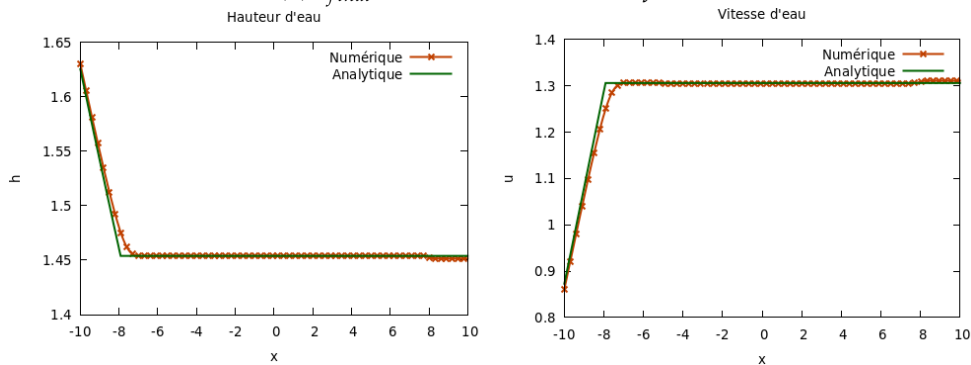 final
Hauteur d'eau
Numérique
Analytique
1.65
1.6
1.55
1.5
1.45
1.4
h
-10 -8 -6 -4 -2 0 2 4 6 8 10
x
Vitesse d'eau
Numérique
Analytique
1.4
1.3
1.2
1.1
1
0.9
0.8
u
-10 -8 -6 -4 -2 0 2 4 6 8 10
x